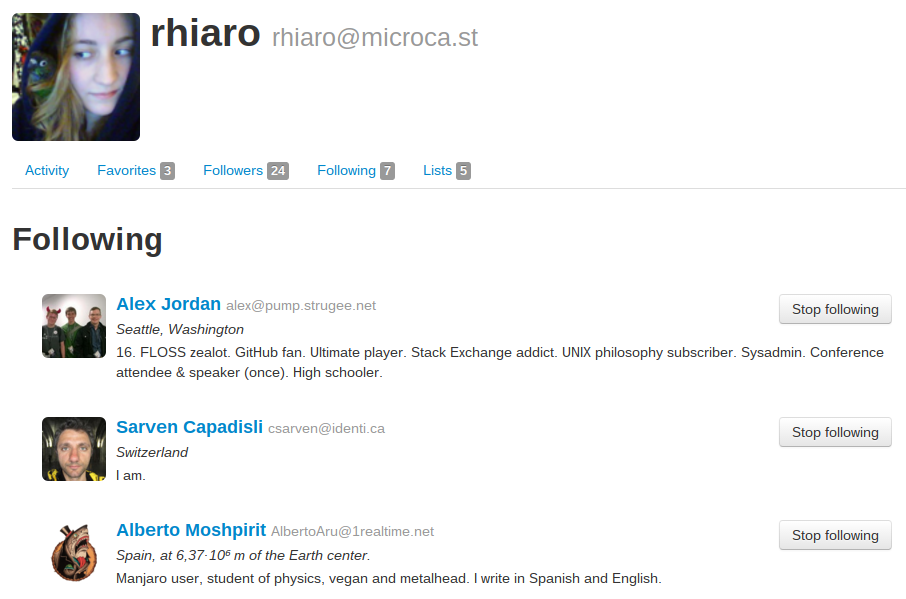 rhiaro rhiaro@microca.st
Activity Favorites 3 Followers 24 Following 7 Lists 5
Following
Alex Jordan alex@pump.strugee.net Stop following
Seattle, Washington
16. FLOSS zealot. GitHub fan. Ultimate player. Stack Exchange addict. UNIX philosophy subscriber. Sysadmin. Conference
attendee & speaker (once). High schooler.
Sarven Capadisli csarven@identi.ca Stop following
Switzerland
I am.
Alberto Moshpirit AlbertoAru@1realtime.net Stop following
Spain, at 6,37·10⁶ m of the Earth center.
Manjaro user, student of physics, vegan and metalhead. I write in Spanish and English.